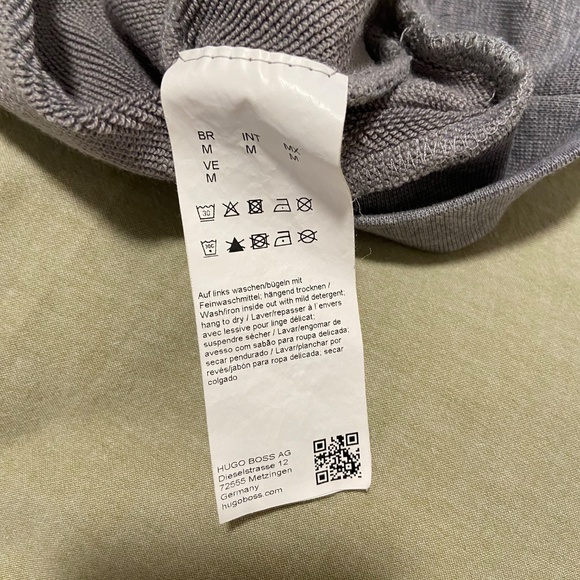 BR INT MX
M M M
VE
M
30
30C
Auf links waschen/bügeln mit
Feinwaschmittel; hängend trocknen /
Wash/iron inside out with mild detergent;
hang to dry / Laver/repasser à l'envers
avec lessive pour linge délicat;
suspendre sécher / Lavar/engomar de
avesso com sabão para roupa delicada;
secar pendurado / Lavar/planchar por
revés/jabón para ropa delicada; secar
colgado
HUGO BOSS AG
Dieselstrasse 12
72555 Metzingen
Germany
hugoboss.com